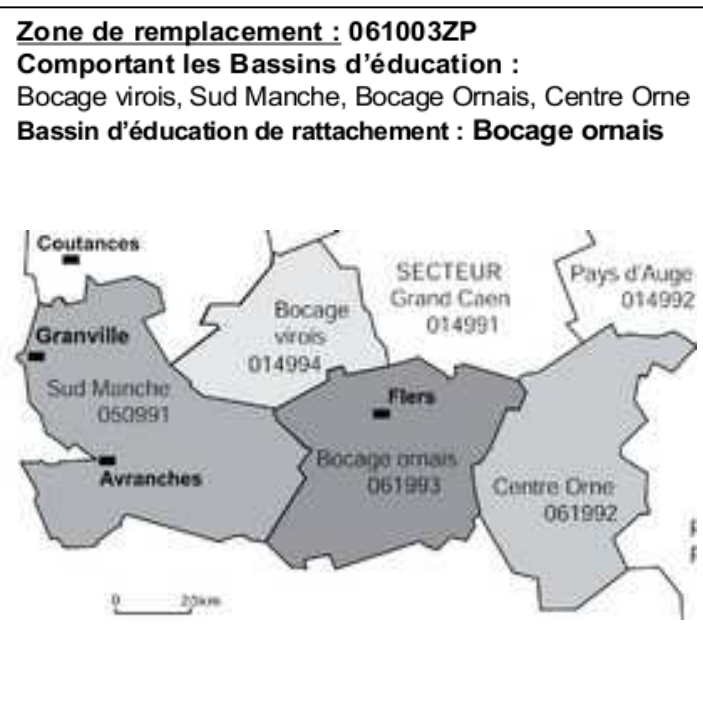 Zone de remplacement : 061003ZP
Comportant les Bassins d'éducation :
Bocage virois, Sud Manche, Bocage Ornais, Centre Orne
Bassin d'éducation de rattachement : Bocage ornais
Coutances
SECTEUR
Grand Caen
014991
Pays d'Auge
014992
Bocage
virois
014994
Granville
Sud Manche
050991
Flers
Avranches
Bocage ornais
061993
Centre Orne
061992
0 20km